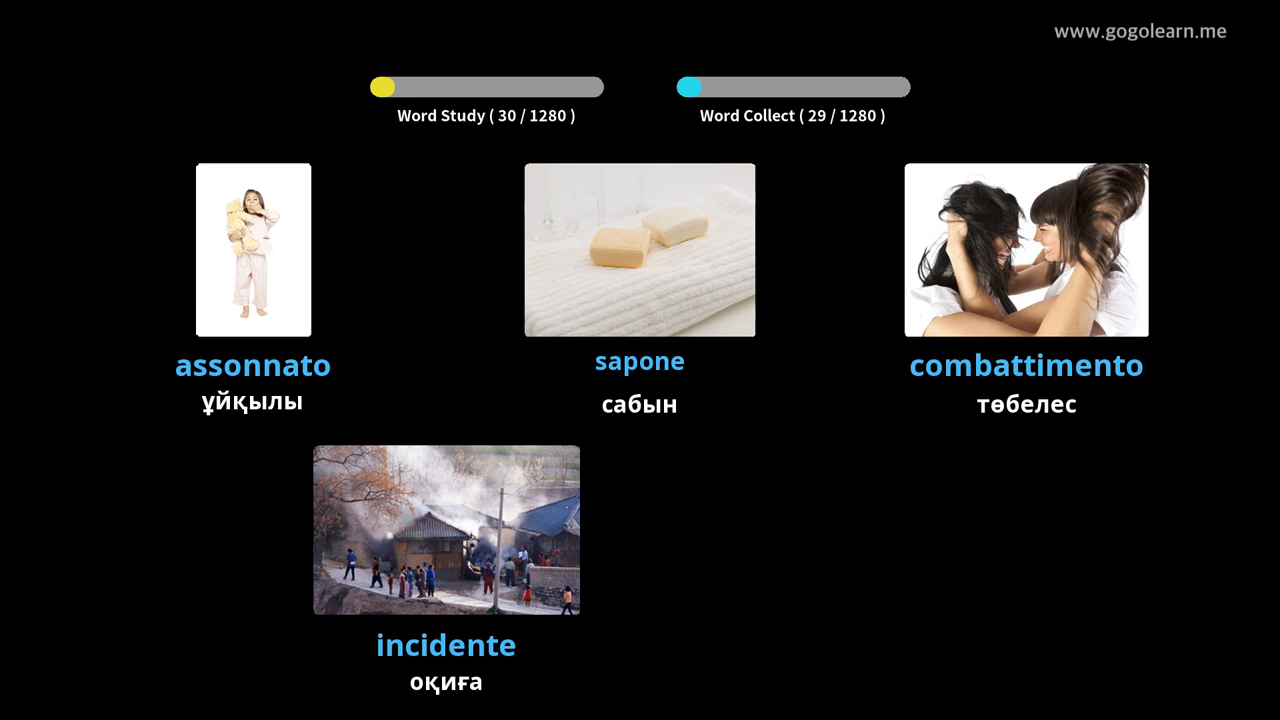 www.gogolearn.me
Word Study ( 30 / 1280 )
Word Collect ( 29 / 1280 )
assonnato
ұйқылы
sapone
сабын
combattimento
төбелес
incidente
оқиға